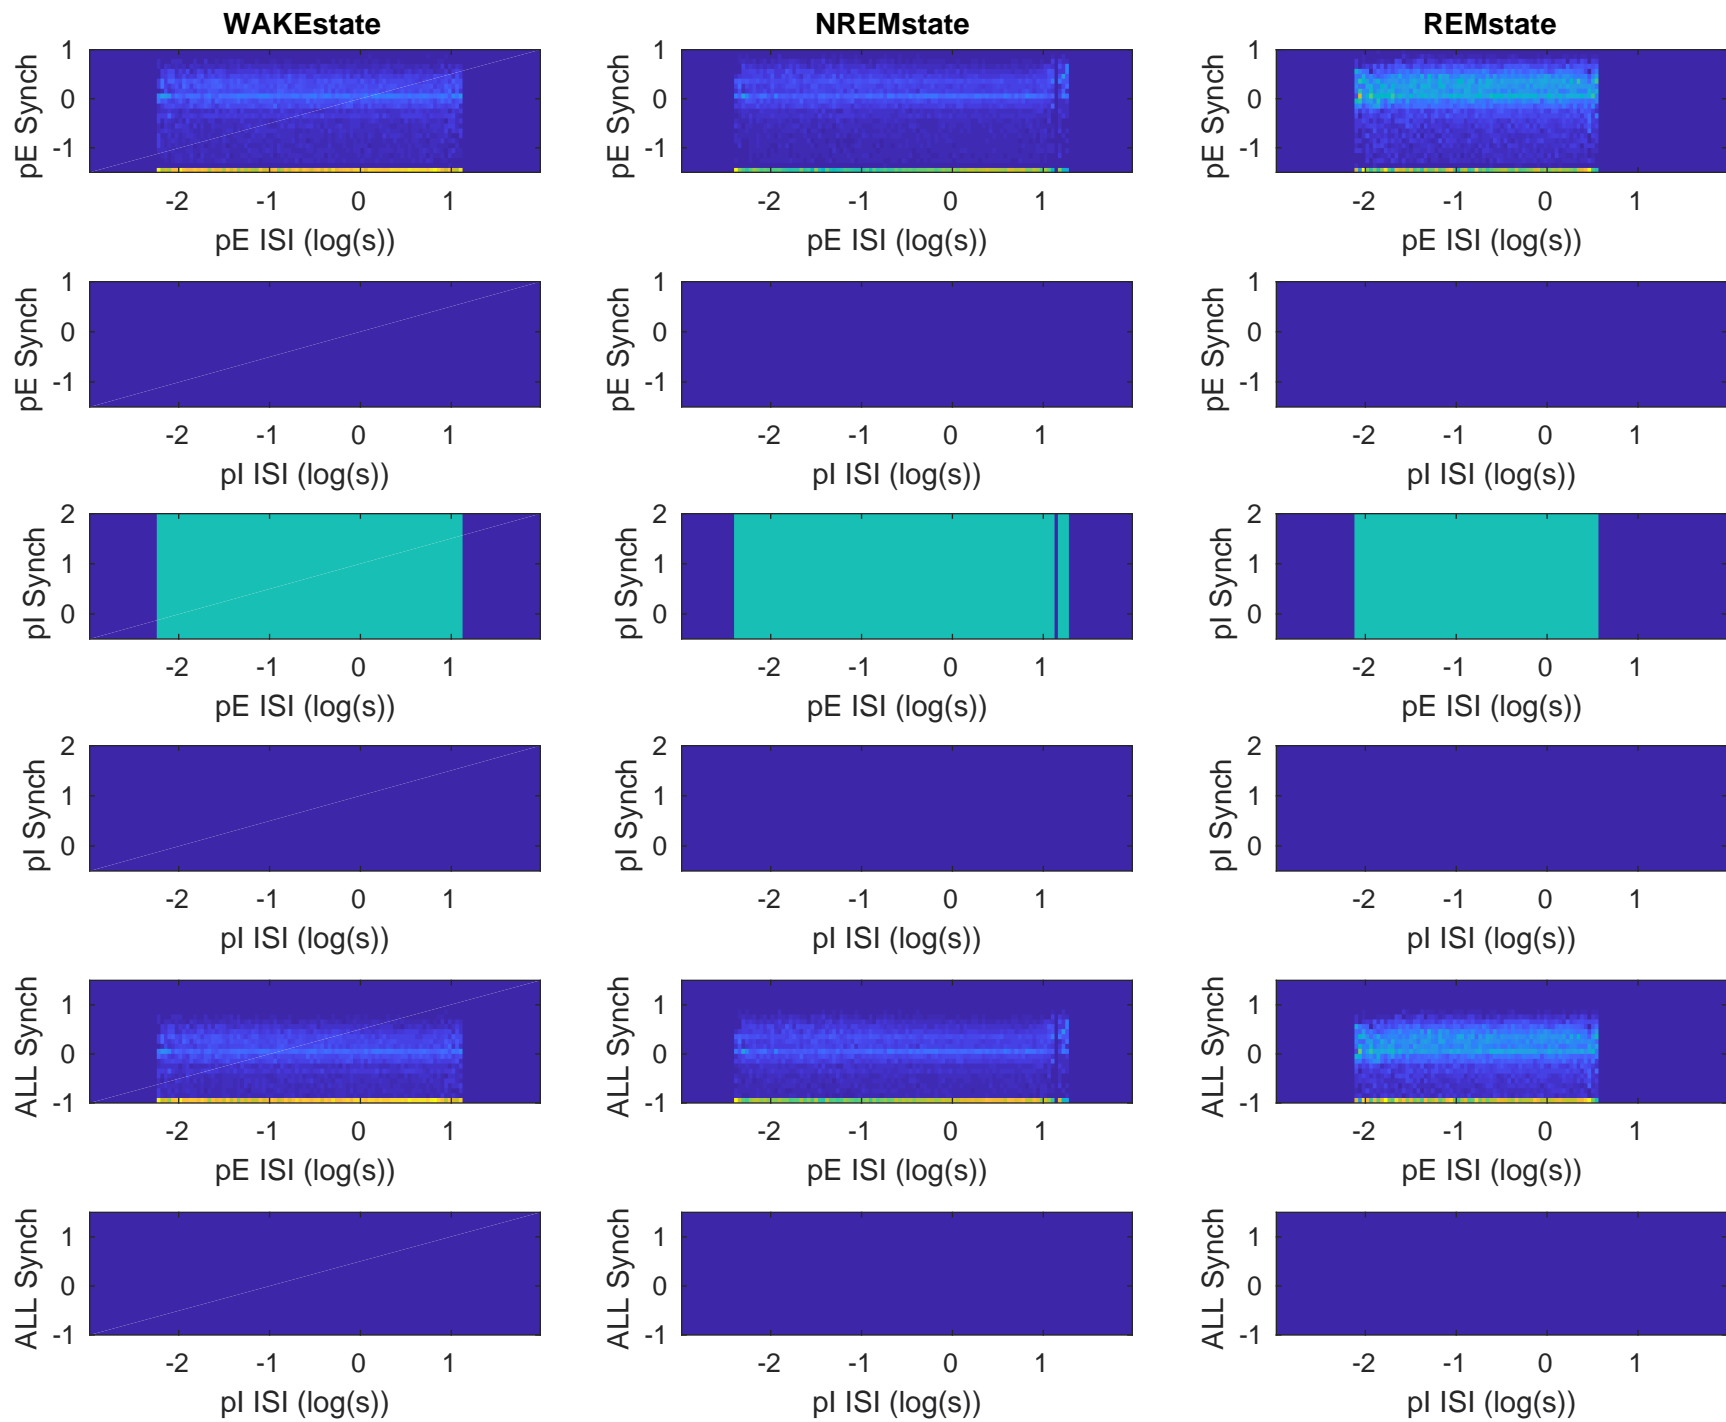 WAKEstate NREMstate REMstate
1 1 1
pE Synch pE Synch pE Synch
0 0 0
-1 -1 -1
-2 -1 0 1 -2 -1 0 1 -2 -1 0 1
pE ISI (log(s)) pE ISI (log(s)) pE ISI (log(s))
1 1 1
pE Synch pE Synch pE Synch
0 0 0
-1 -1 -1
-2 -1 0 1 -2 -1 0 1 -2 -1 0 1
pI ISI (log(s)) pI ISI (log(s)) pI ISI (log(s))
2 2 2
pI Synch pI Synch pI Synch
1 1 1
0 0 0
-2 -1 0 1 -2 -1 0 1 -2 -1 0 1
pE ISI (log(s)) pE ISI (log(s)) pE ISI (log(s))
2 2 2
pI Synch pI Synch pI Synch
1 1 1
0 0 0
-2 -1 0 1 -2 -1 0 1 -2 -1 0 1
pI ISI (log(s)) pI ISI (log(s)) pI ISI (log(s))
ALL Synch ALL Synch ALL Synch
1 1 1
0 0 0
-1 -1 -1
-2 -1 0 1 -2 -1 0 1 -2 -1 0 1
pE ISI (log(s)) pE ISI (log(s)) pE ISI (log(s))
ALL Synch ALL Synch ALL Synch
1 1 1
0 0 0
-1 -1 -1
-2 -1 0 1 -2 -1 0 1 -2 -1 0 1
pI ISI (log(s)) pI ISI (log(s)) pI ISI (log(s))